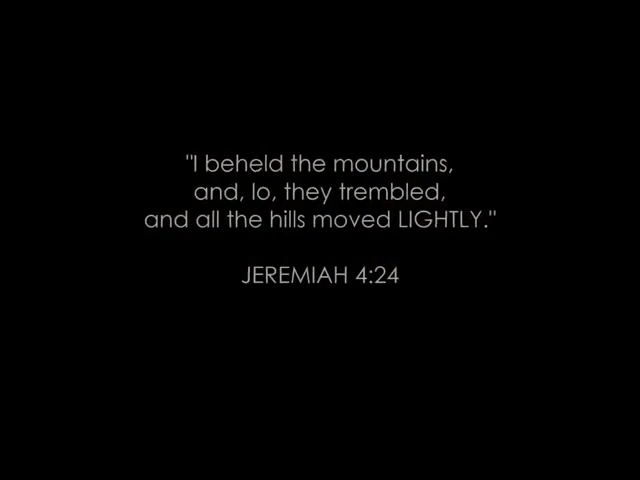 "I beheld the mountains,
and, lo, they trembled,
and all the hills moved LIGHTLY."
JEREMIAH 4:24